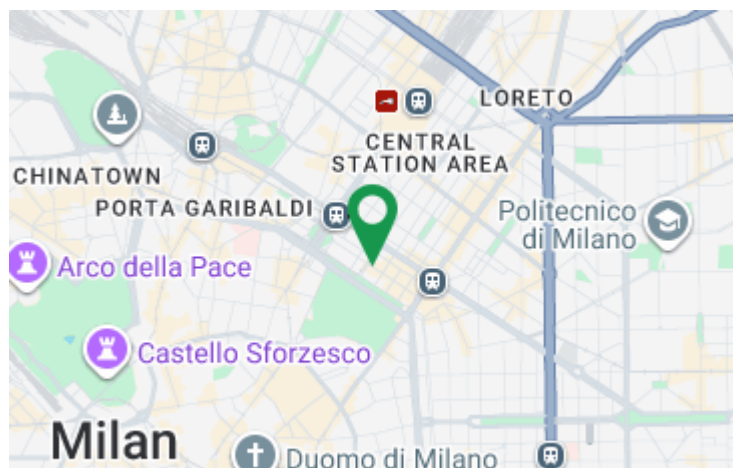 LORETO
CENTRAL
STATION AREA
CHINATOWN
PORTA GARIBALDI
Politecnico
di Milano
Arco della Pace
Castello Sforzesco
Milan
Duomo di Milano